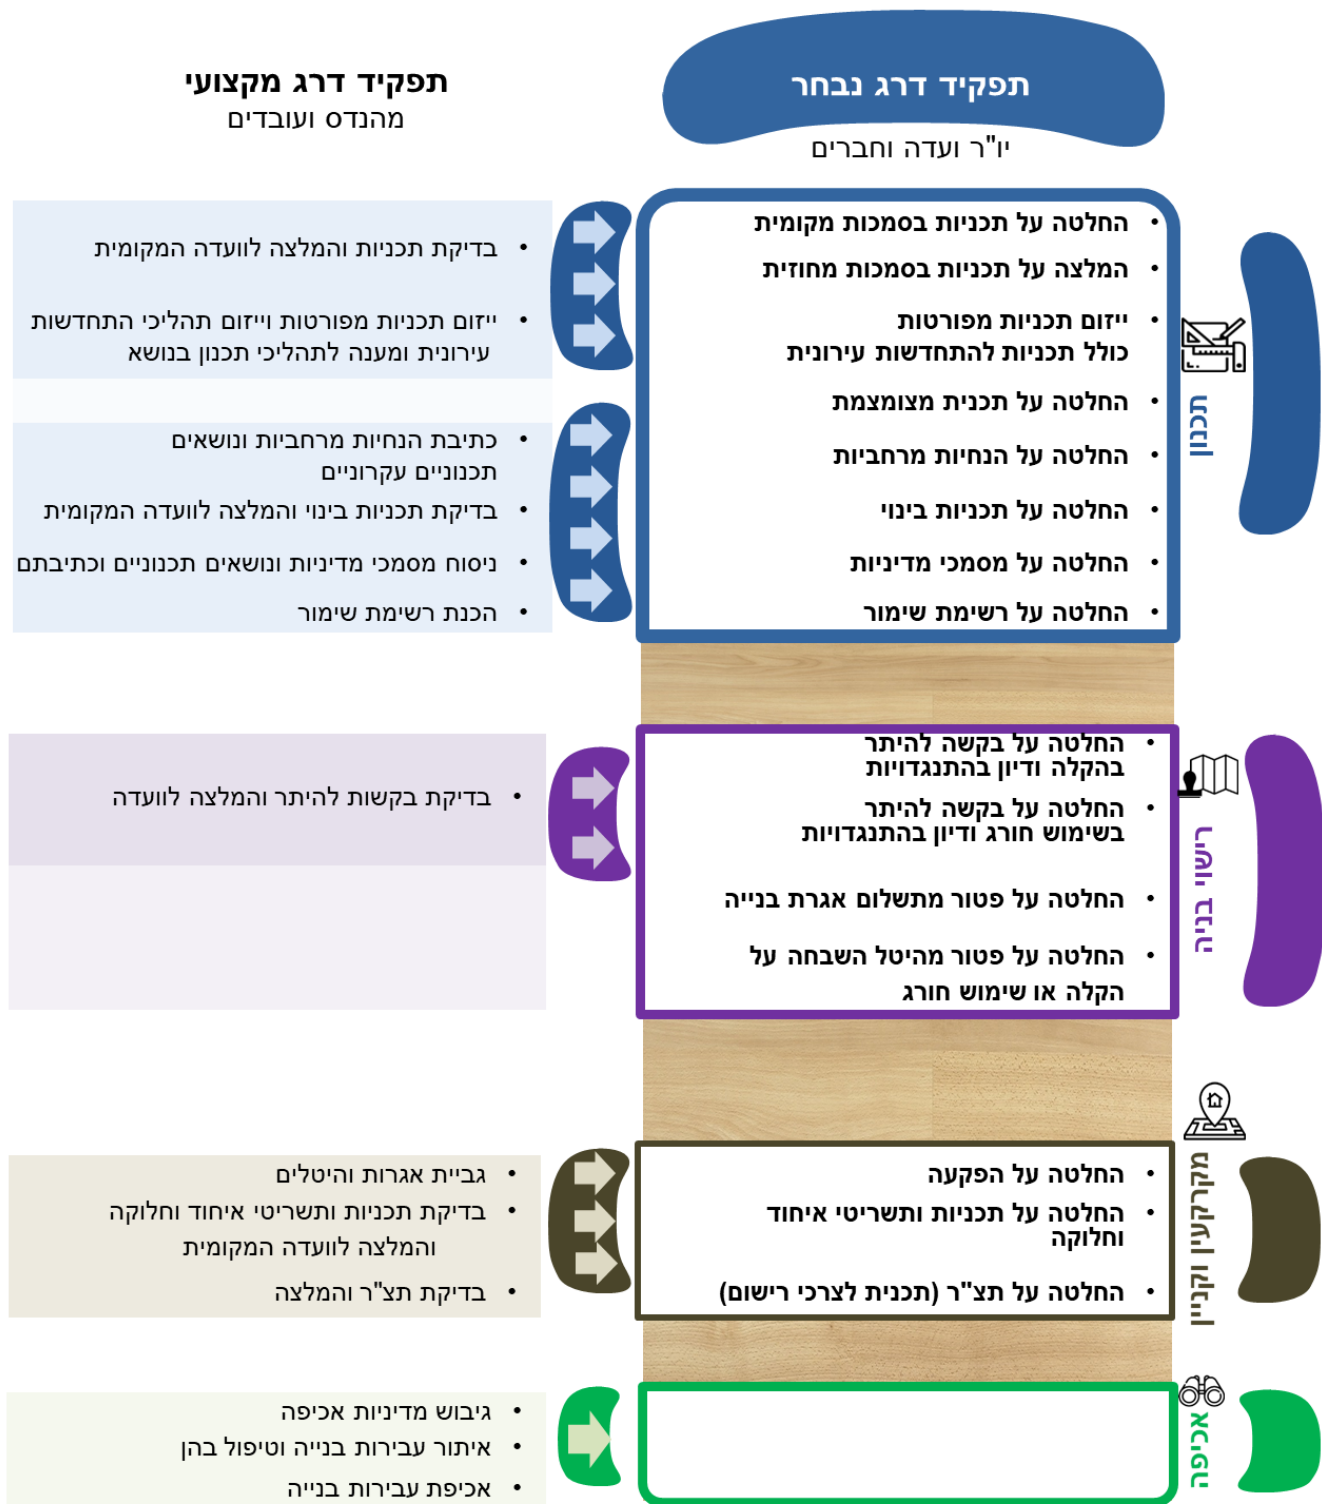 תפקיד דרג נבחר
יו"ר ועדה וחברים
תפקיד דרג מקצועי
מהנדס ועובדים
תכנון
• החלטה על תכניות בסמכות מקומית
• המלצה על תכניות בסמכות מחוזית
• ייזום תכניות מפורטות
כולל תכניות להתחדשות עירונית
• החלטה על תכנית מצומצמת
• החלטה על הנחיות מרחביות
• החלטה על תכניות בינוי
• החלטה על מסמכי מדיניות
• החלטה על רשימת שימור
• בדיקת תכניות והמלצה לוועדה המקומית
• ייזום תכניות מפורטות וייזום תהליכי התחדשות
עירונית ומענה לתהליכי תכנון בנושא
• כתיבת הנחיות מרחביות ונושאים
תכנוניים עקרוניים
• בדיקת תכניות בינוי והמלצה לוועדה המקומית
• ניסוח מסמכי מדיניות ונושאים תכנוניים וכתיבתם
• הכנת רשימת שימור
רישוי בניה
• החלטה על בקשה להיתר
בהקלה ודיון בהתנגדויות
• החלטה על בקשה להיתר
בשימוש חורג ודיון בהתנגדויות
• החלטה על פטור מתשלום אגרת בנייה
• החלטה על פטור מהיטל השבחה על
הקלה או שימוש חורג
• בדיקת בקשות להיתר והמלצה לוועדה
מקרקעין וקניין
• החלטה על הפקעה
• החלטה על תכניות ותשריטי איחוד
וחלוקה
• החלטה על תצ"ר (תכנית לצרכי רישום)
• גביית אגרות והיטלים
• בדיקת תכניות ותשריטי איחוד וחלוקה
והמלצה לוועדה המקומית
• בדיקת תצ"ר והמלצה
אכיפה
• גיבוש מדיניות אכיפה
• איתור עבירות בנייה וטיפול בהן
• אכיפת עבירות בנייה